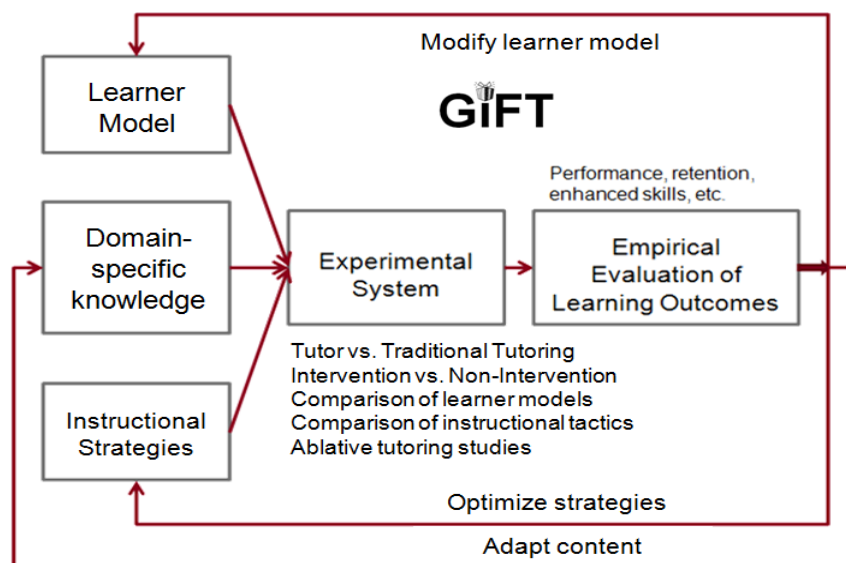 Modify learner model
Learner
Model
GiFT
Performance, retention,
enhanced skills, etc.
Domain-
specific
knowledge
Experimental
System
Empirical
Evaluation of
Learning Outcomes
Tutor vs. Traditional Tutoring
Intervention vs. Non-Intervention
Comparison of learner models
Comparison of instructional tactics
Ablative tutoring studies
Instructional
Strategies
Optimize strategies
Adapt content